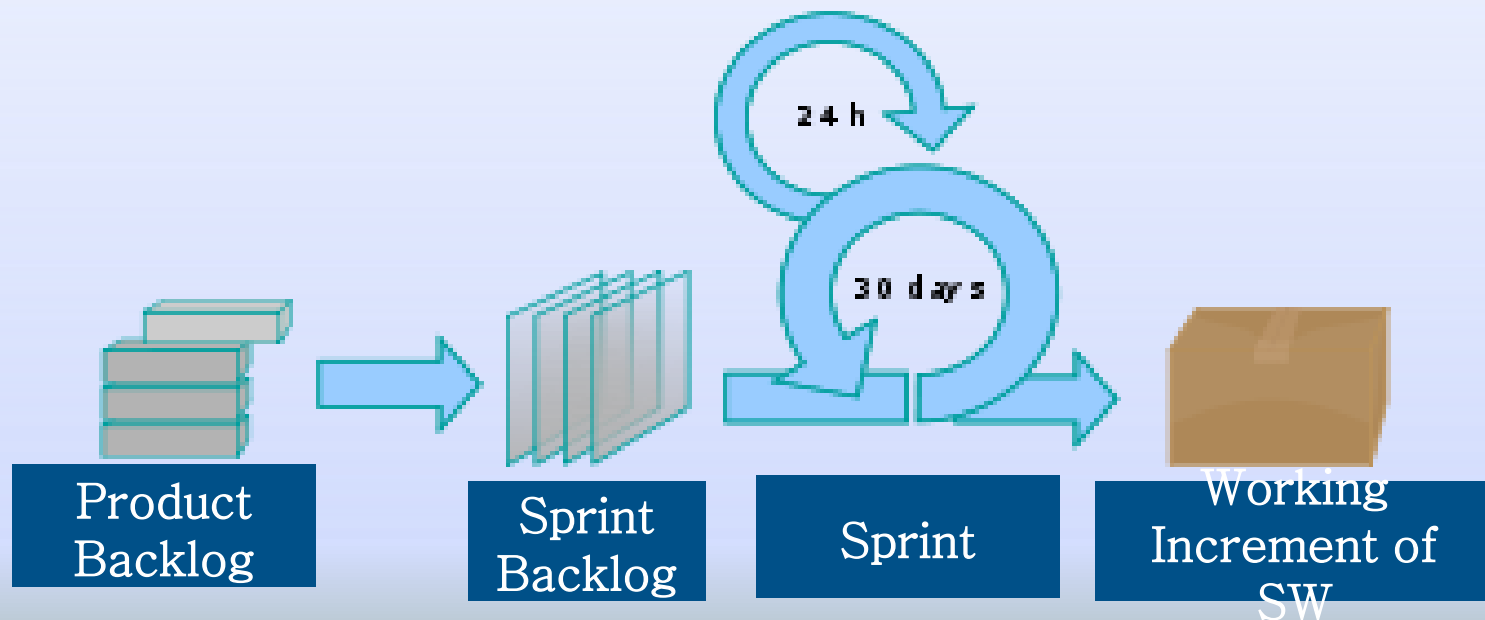 24 h
30 days
Product
Backlog
Sprint
Backlog
Sprint
Working
Increment of
SW